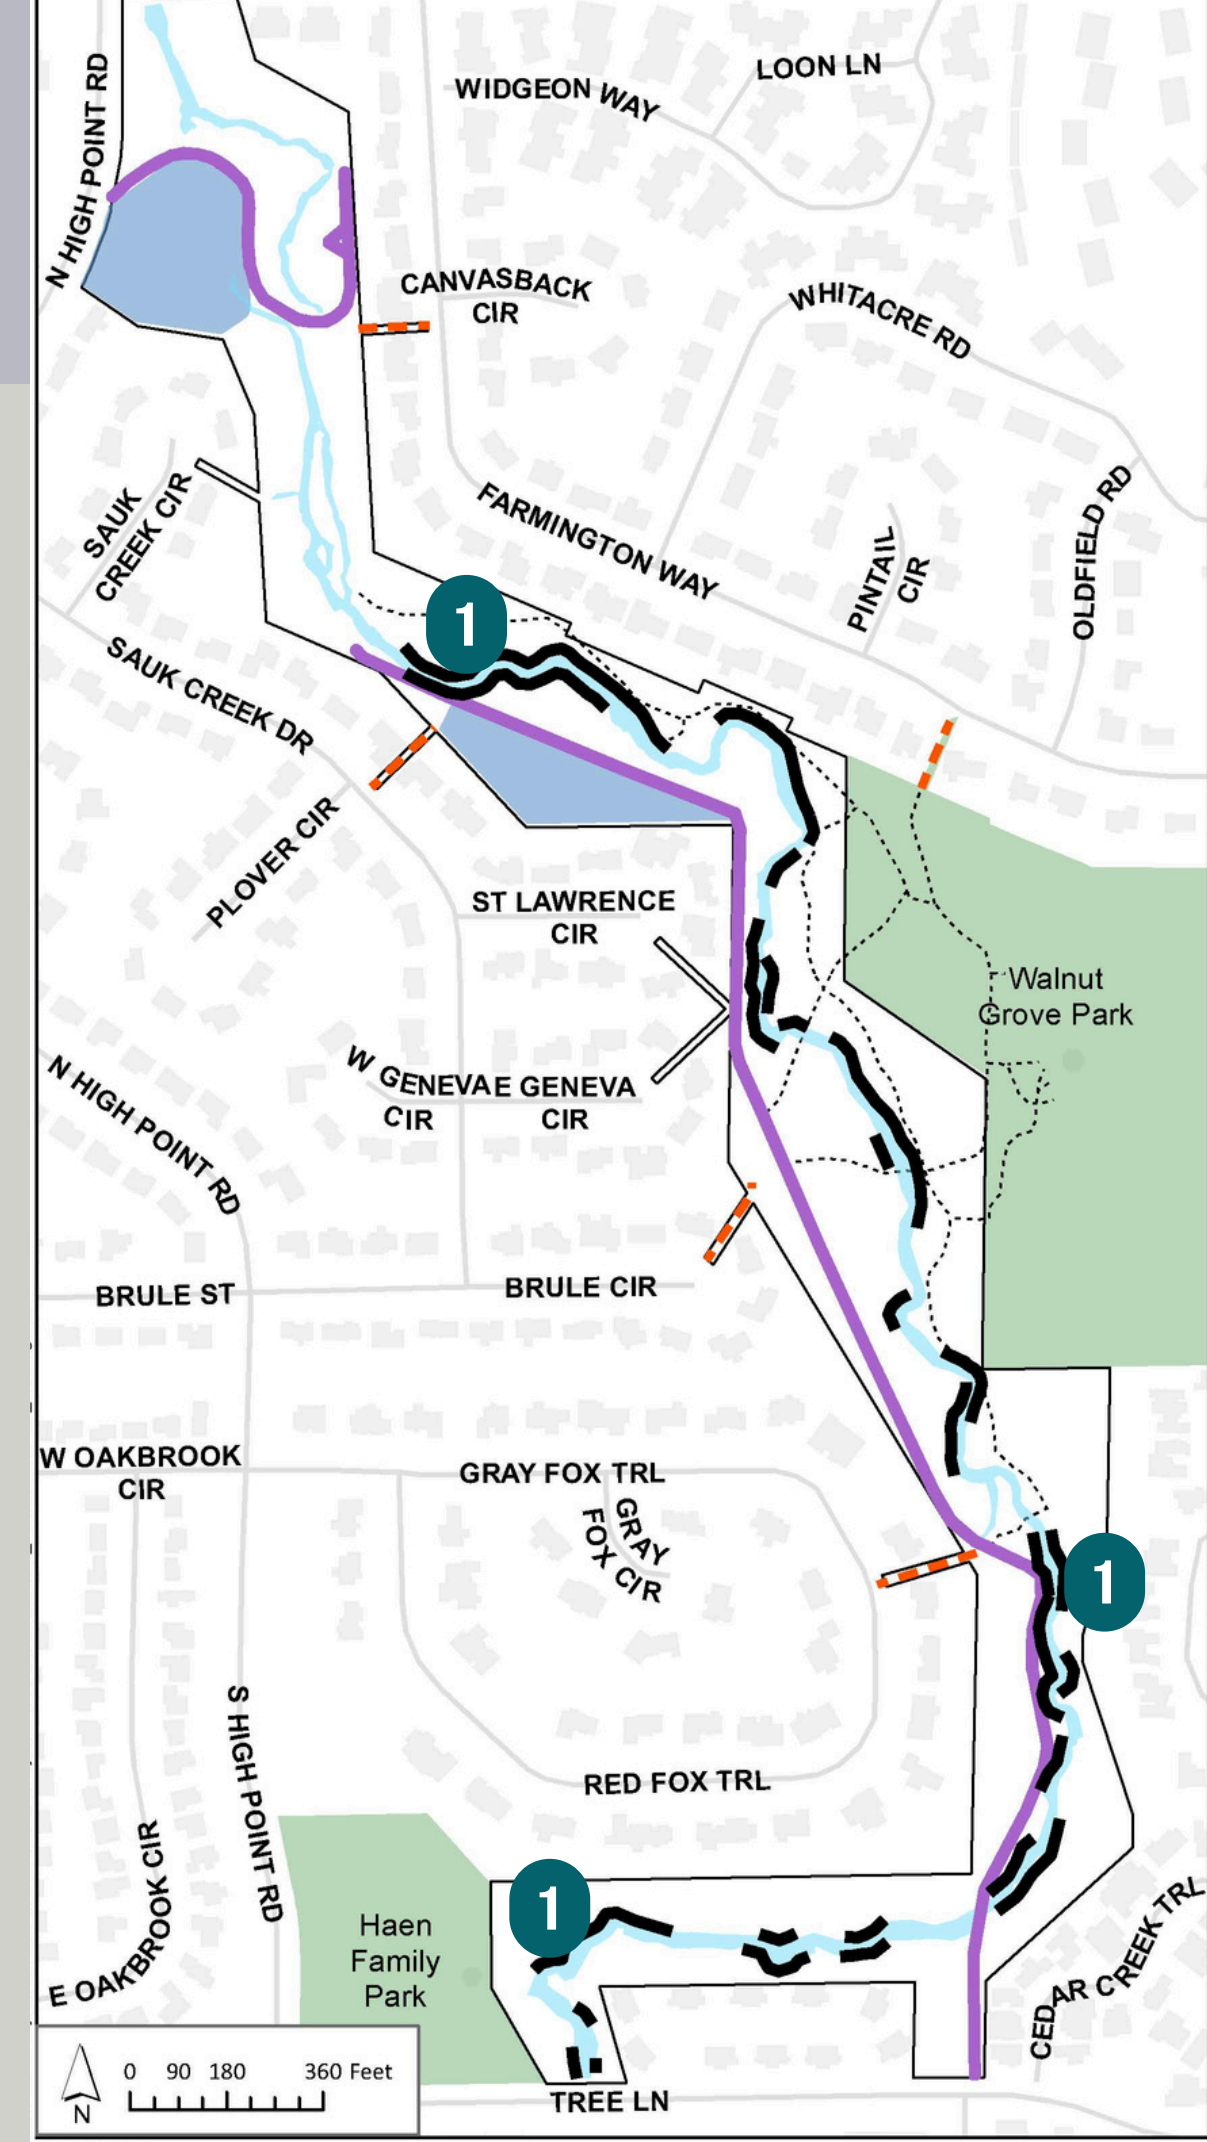 N HIGH POINT RD
WIDGEON WAY
LOON LN
CANVASBACK
CIR
WHITACRE RD
SAUK
CREEK CIR
FARMINGTON WAY
PINTAIL
CIR
OLDFIELD RD
1
SAUK CREEK DR
PLOVER CIR
ST LAWRENCE
CIR
Walnut
Grove Park
N HIGH POINT RD
W GENEVA
CIR
E GENEVA
CIR
BRULE ST
BRULE CIR
W OAKBROOK
CIR
GRAY FOX TRL
GRAY
FOX CIR
1
S HIGH POINT RD
RED FOX TRL
E OAKBROOK CIR
1
Haen
Family
Park
CEDAR CREEK TRL
0 90 180 360 Feet
N
TREE LN